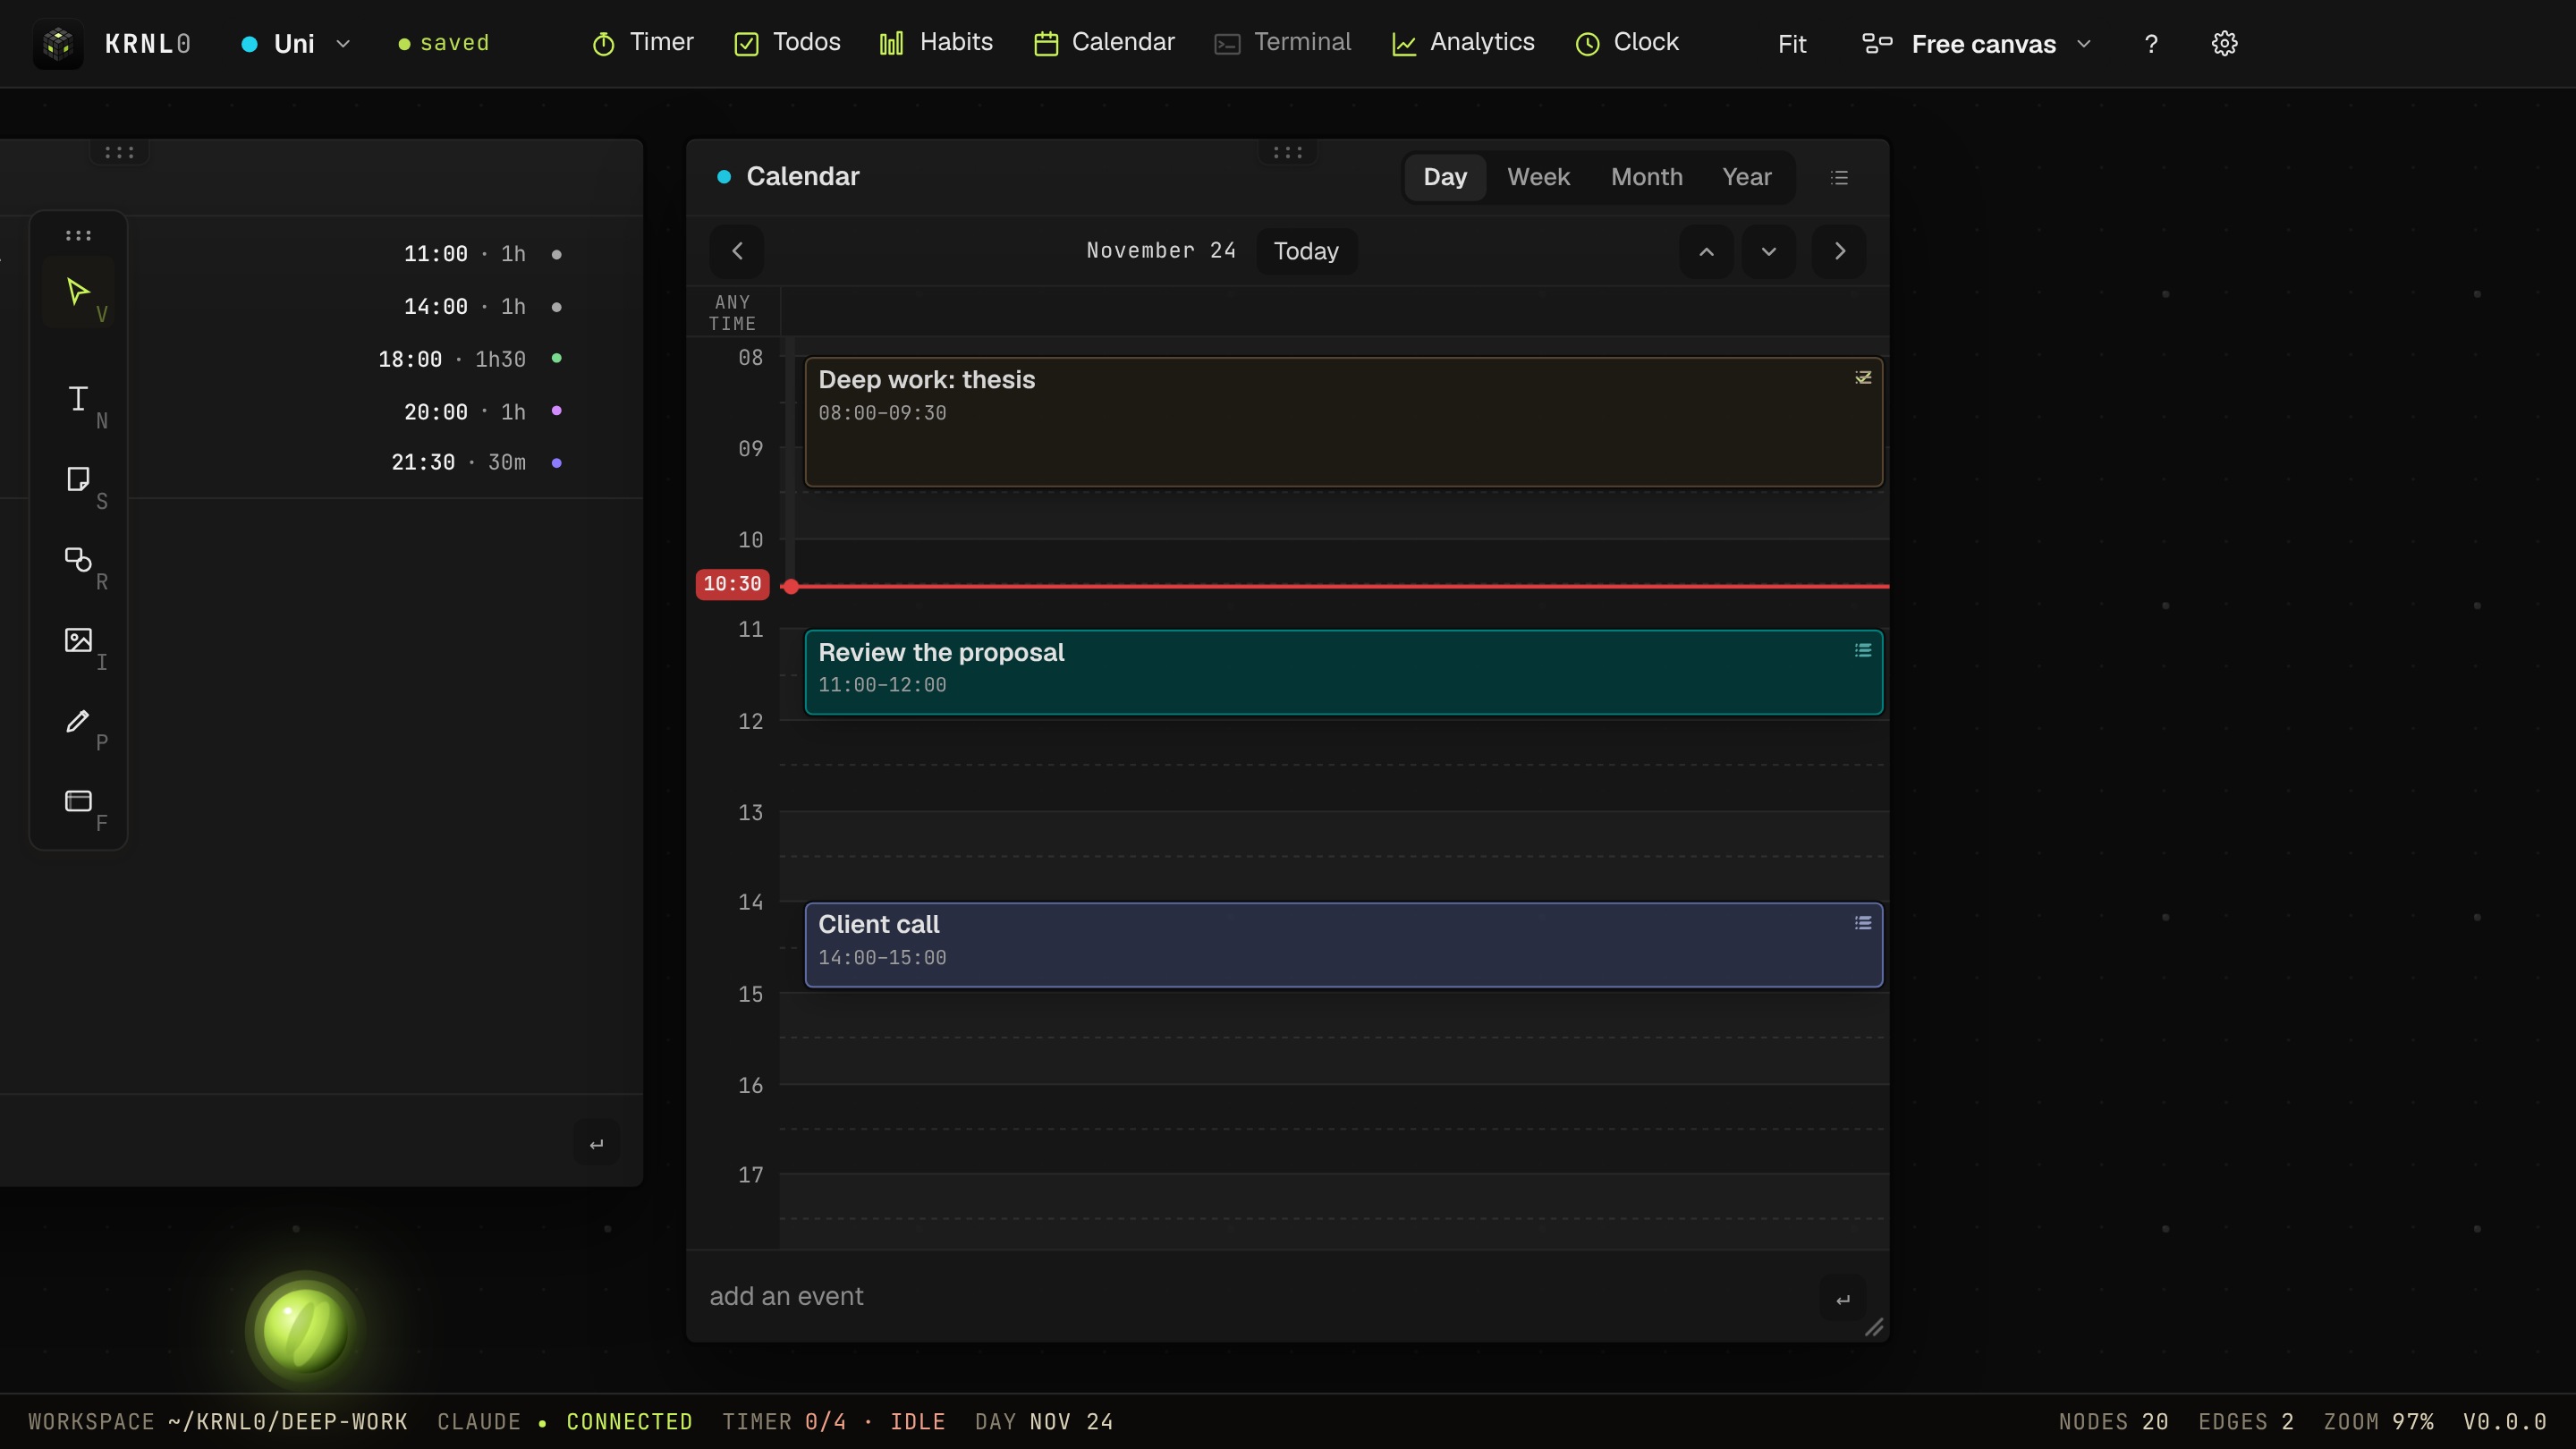 KRNL0
Uni
saved
Timer
Todos
Habits
Calendar
Terminal
Analytics
Clock
Fit
Free canvas
?
V
N
S
R
I
P
F
11:00 · 1h
14:00 · 1h
18:00 · 1h30
20:00 · 1h
21:30 · 30m
Calendar
Day Week Month Year
November 24 Today
ANY TIME
08
Deep work: thesis
08:00–09:30
09
10
10:30
11
Review the proposal
11:00–12:00
12
13
14
Client call
14:00–15:00
15
16
17
add an event
WORKSPACE ~/KRNL0/DEEP-WORK CLAUDE • CONNECTED TIMER 0/4 · IDLE DAY NOV 24
NODES 20 EDGES 2 ZOOM 97% V0.0.0